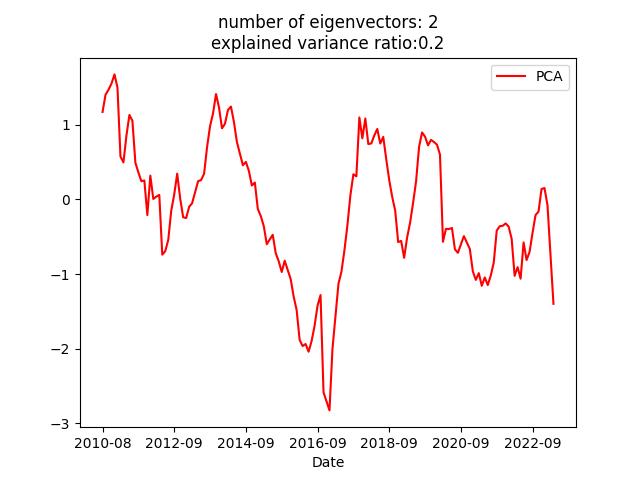 number of eigenvectors: 2
explained variance ratio:0.2
PCA
1
0
−1
−2
−3
2010-08 2012-09 2014-09 2016-09 2018-09 2020-09 2022-09
Date